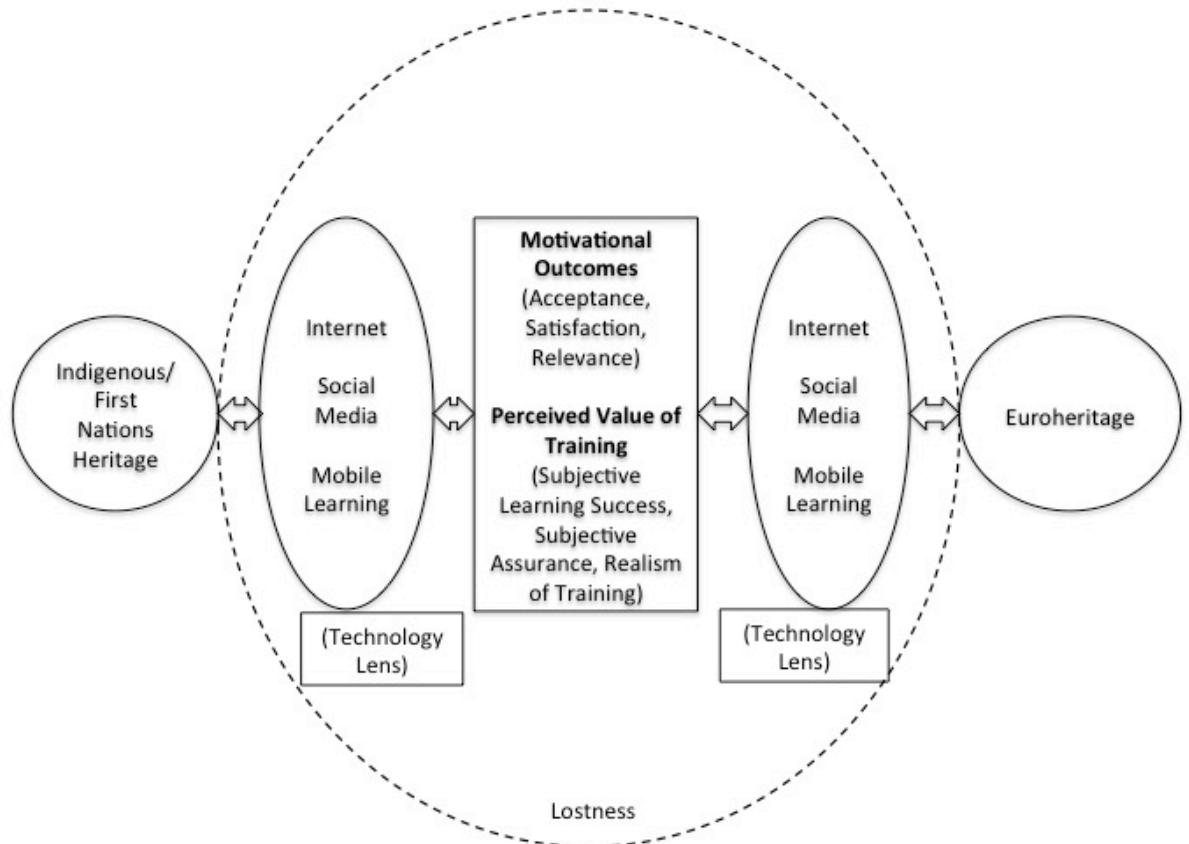 Indigenous/
First
Nations
Heritage
Internet
Social
Media
Mobile
Learning
(Technology
Lens)
Motivational
Outcomes
(Acceptance,
Satisfaction,
Relevance)
Perceived Value of
Training
(Subjective
Learning Success,
Subjective
Assurance, Realism
of Training)
Internet
Social
Media
Mobile
Learning
(Technology
Lens)
Euroheritage
Lostness